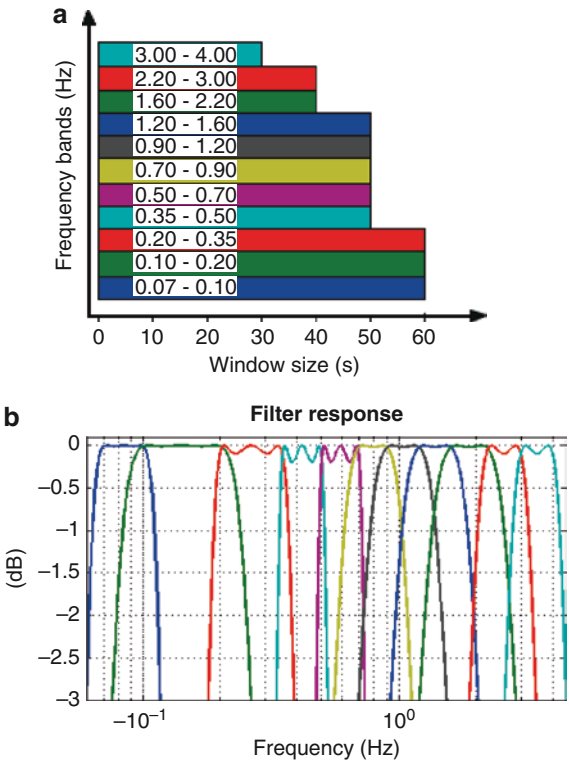 a
Frequency bands (Hz)
3.00 - 4.00
2.20 - 3.00
1.60 - 2.20
1.20 - 1.60
0.90 - 1.20
0.70 - 0.90
0.50 - 0.70
0.35 - 0.50
0.20 - 0.35
0.10 - 0.20
0.07 - 0.10
0 10 20 30 40 50 60
Window size (s)
b
Filter response
(dB)
0
−0.5
−1
−1.5
−2
−2.5
−3
−10⁻¹ 10⁰
Frequency (Hz)